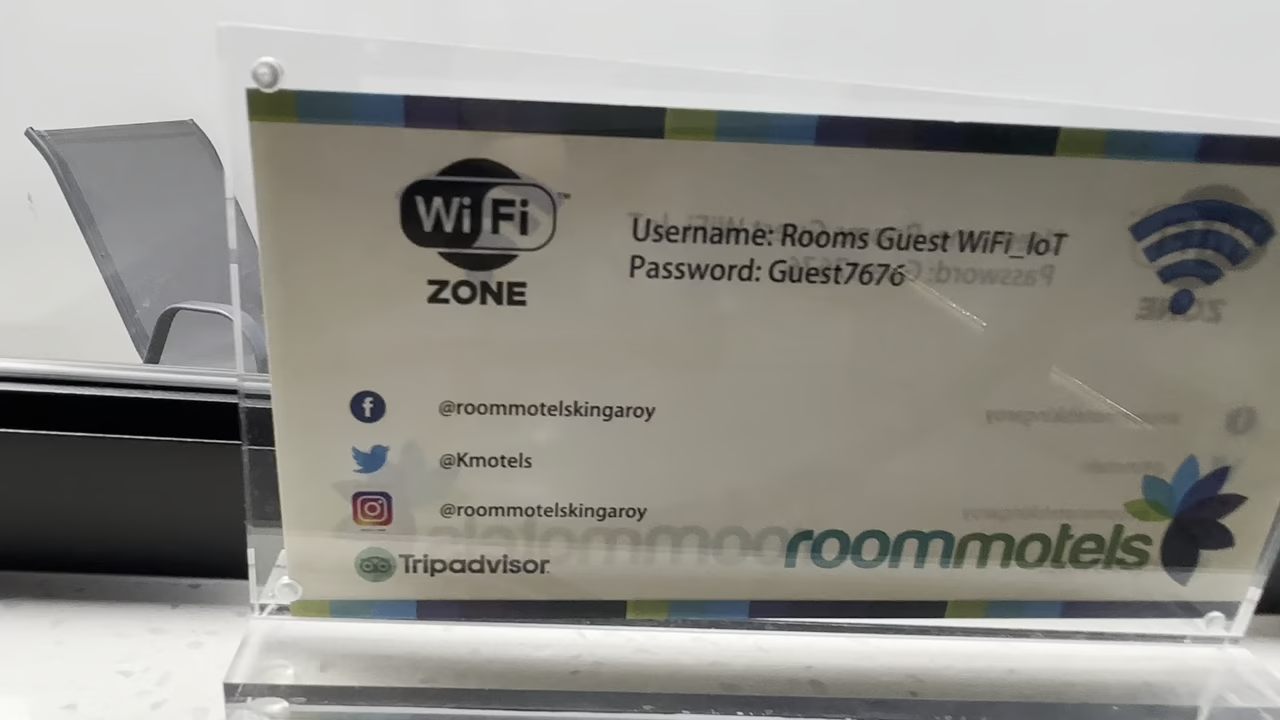 WiFi
ZONE
Username: Rooms Guest WiFi_IoT
Password: Guest7676
@roommotelskingaroy
@Kmotels
@roommotelskingaroy
Tripadvisor
roommotels